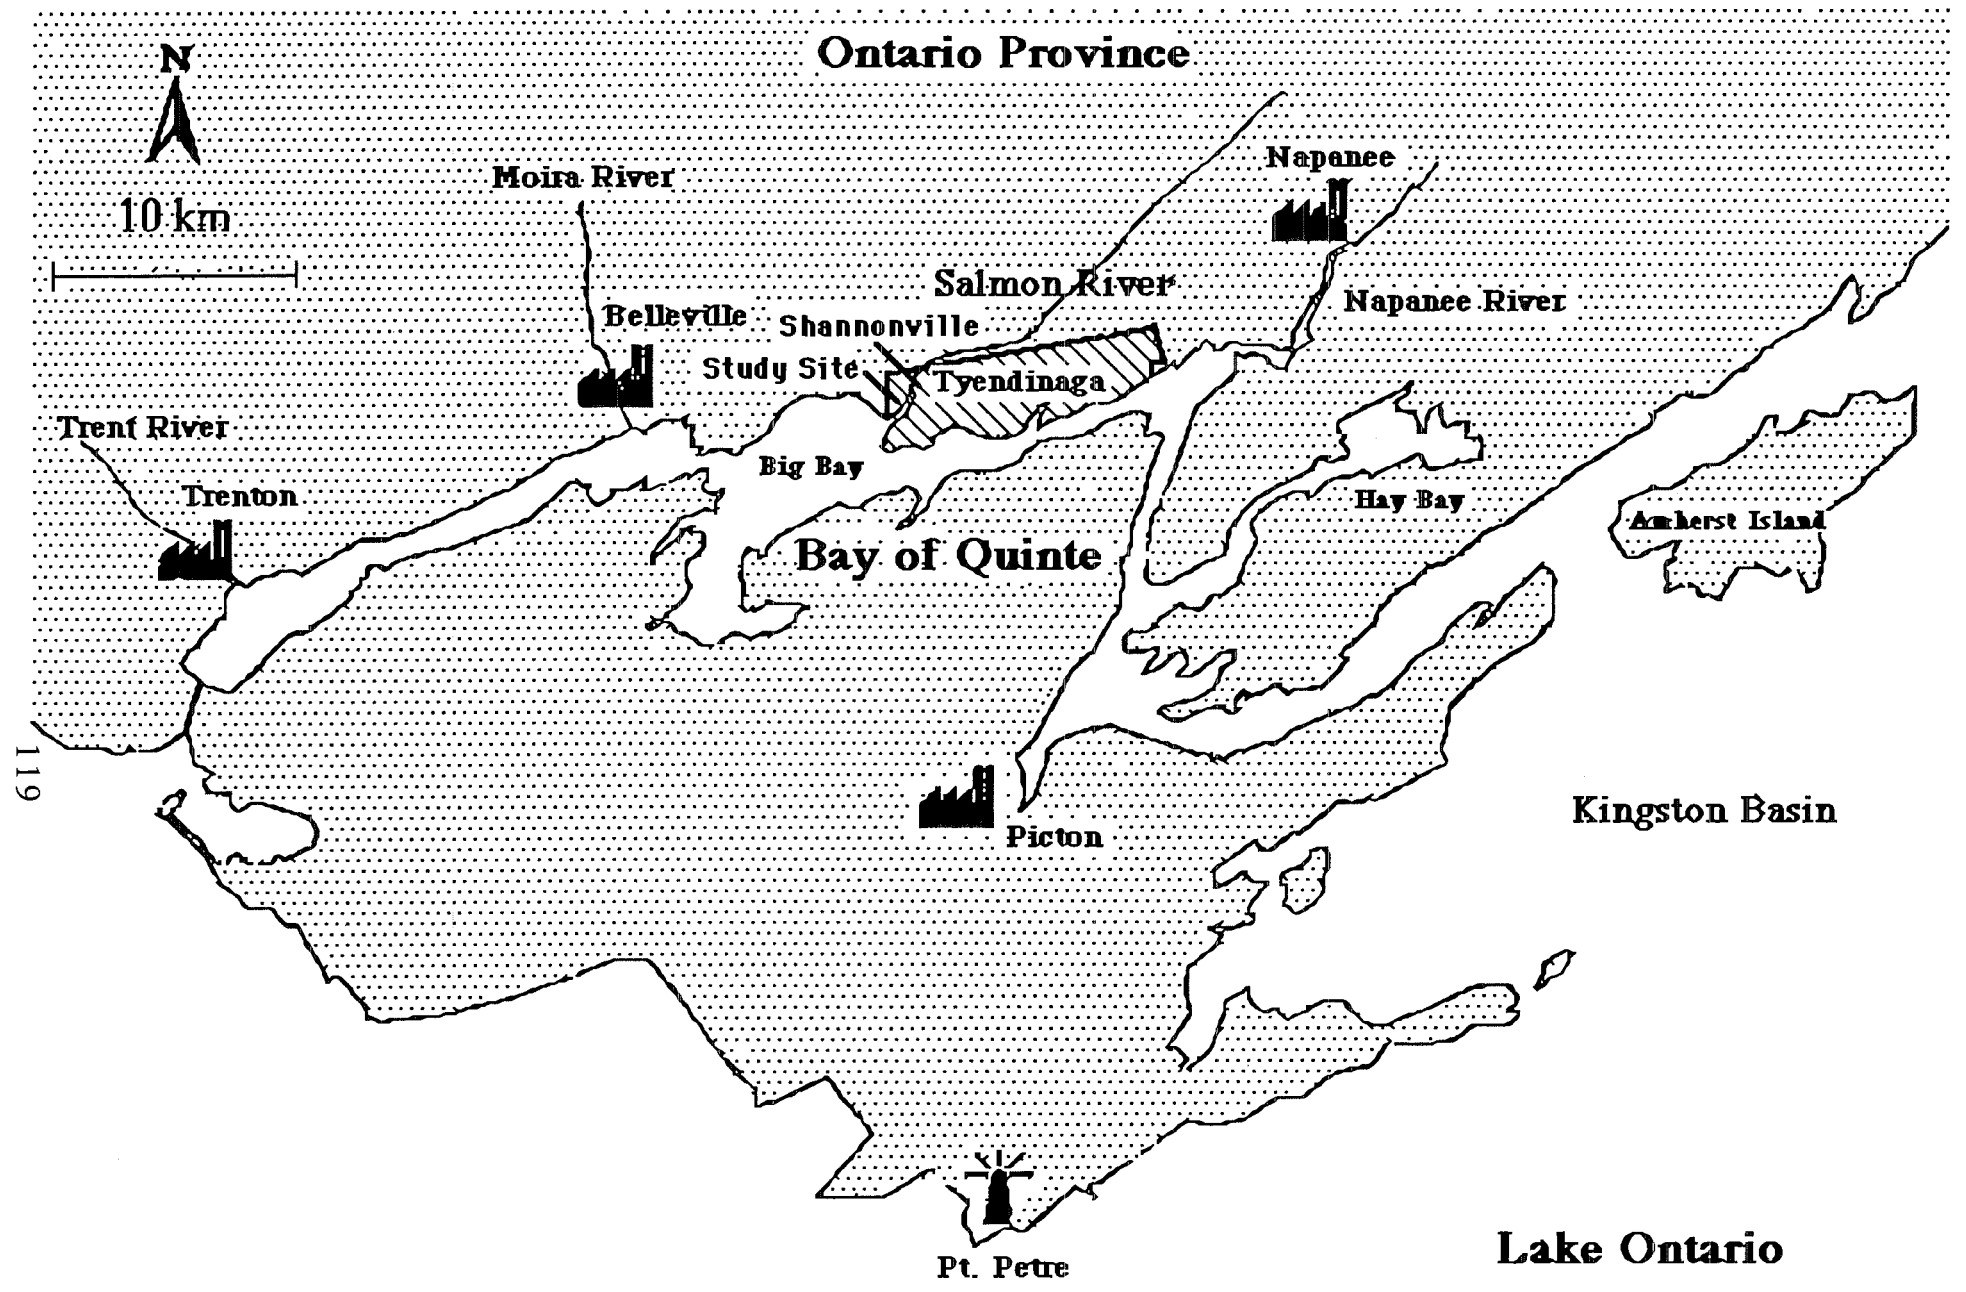 Ontario Province
N
Napanee
Moira River
10 km
Salmon River
Napanee River
Belleville
Shannonville
Study Site
Tyendinaga
Trent River
Big Bay
Trenton
Hay Bay
Amherst Island
Bay of Quinte
119
Kingston Basin
Picton
Lake Ontario
Pt. Petre